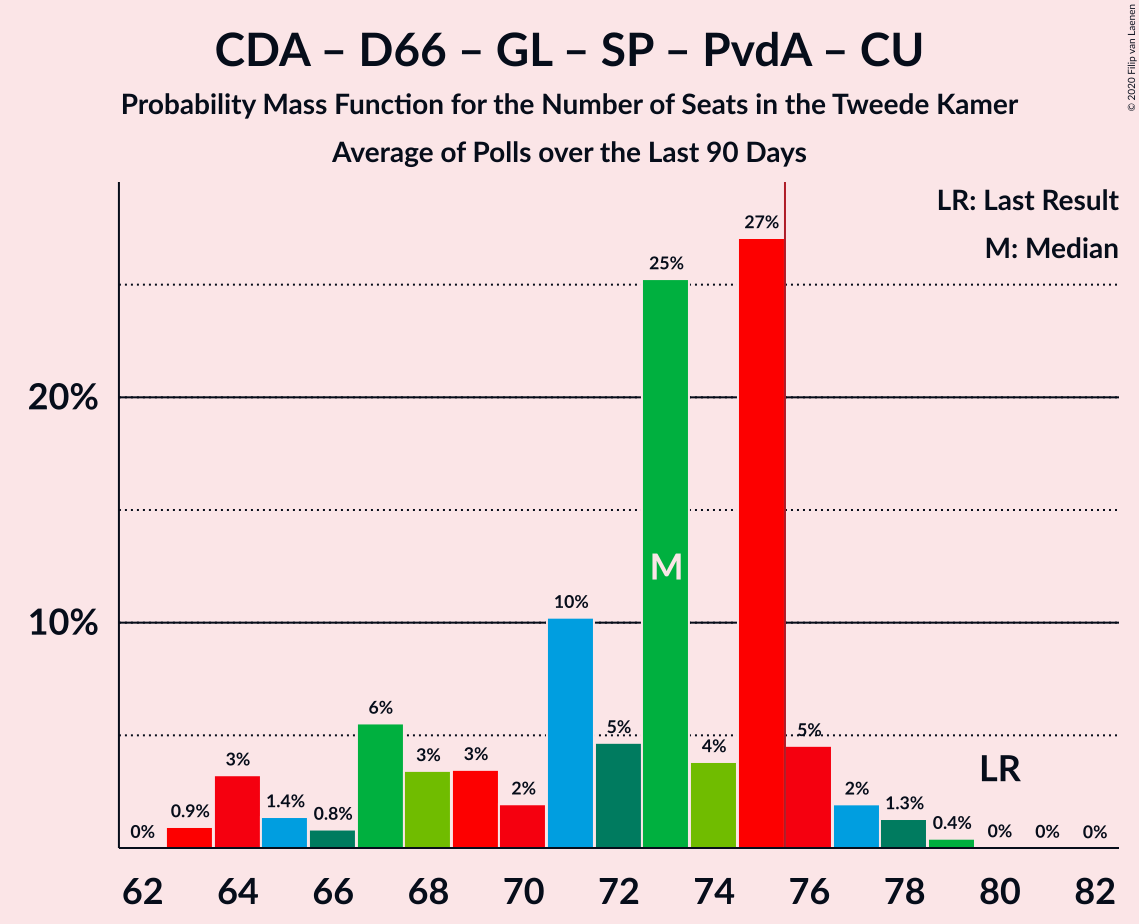 CDA – D66 – GL – SP – PvdA – CU
Probability Mass Function for the Number of Seats in the Tweede Kamer
Average of Polls over the Last 90 Days
© 2020 Filip van Laenen
LR: Last Result
M: Median
20%
10%
0%
0.9%
3%
1.4%
0.8%
6%
3%
3%
2%
10%
5%
25%
M
4%
27%
5%
2%
1.3%
0.4%
LR
0%
0%
0%
62 64 66 68 70 72 74 76 78 80 82